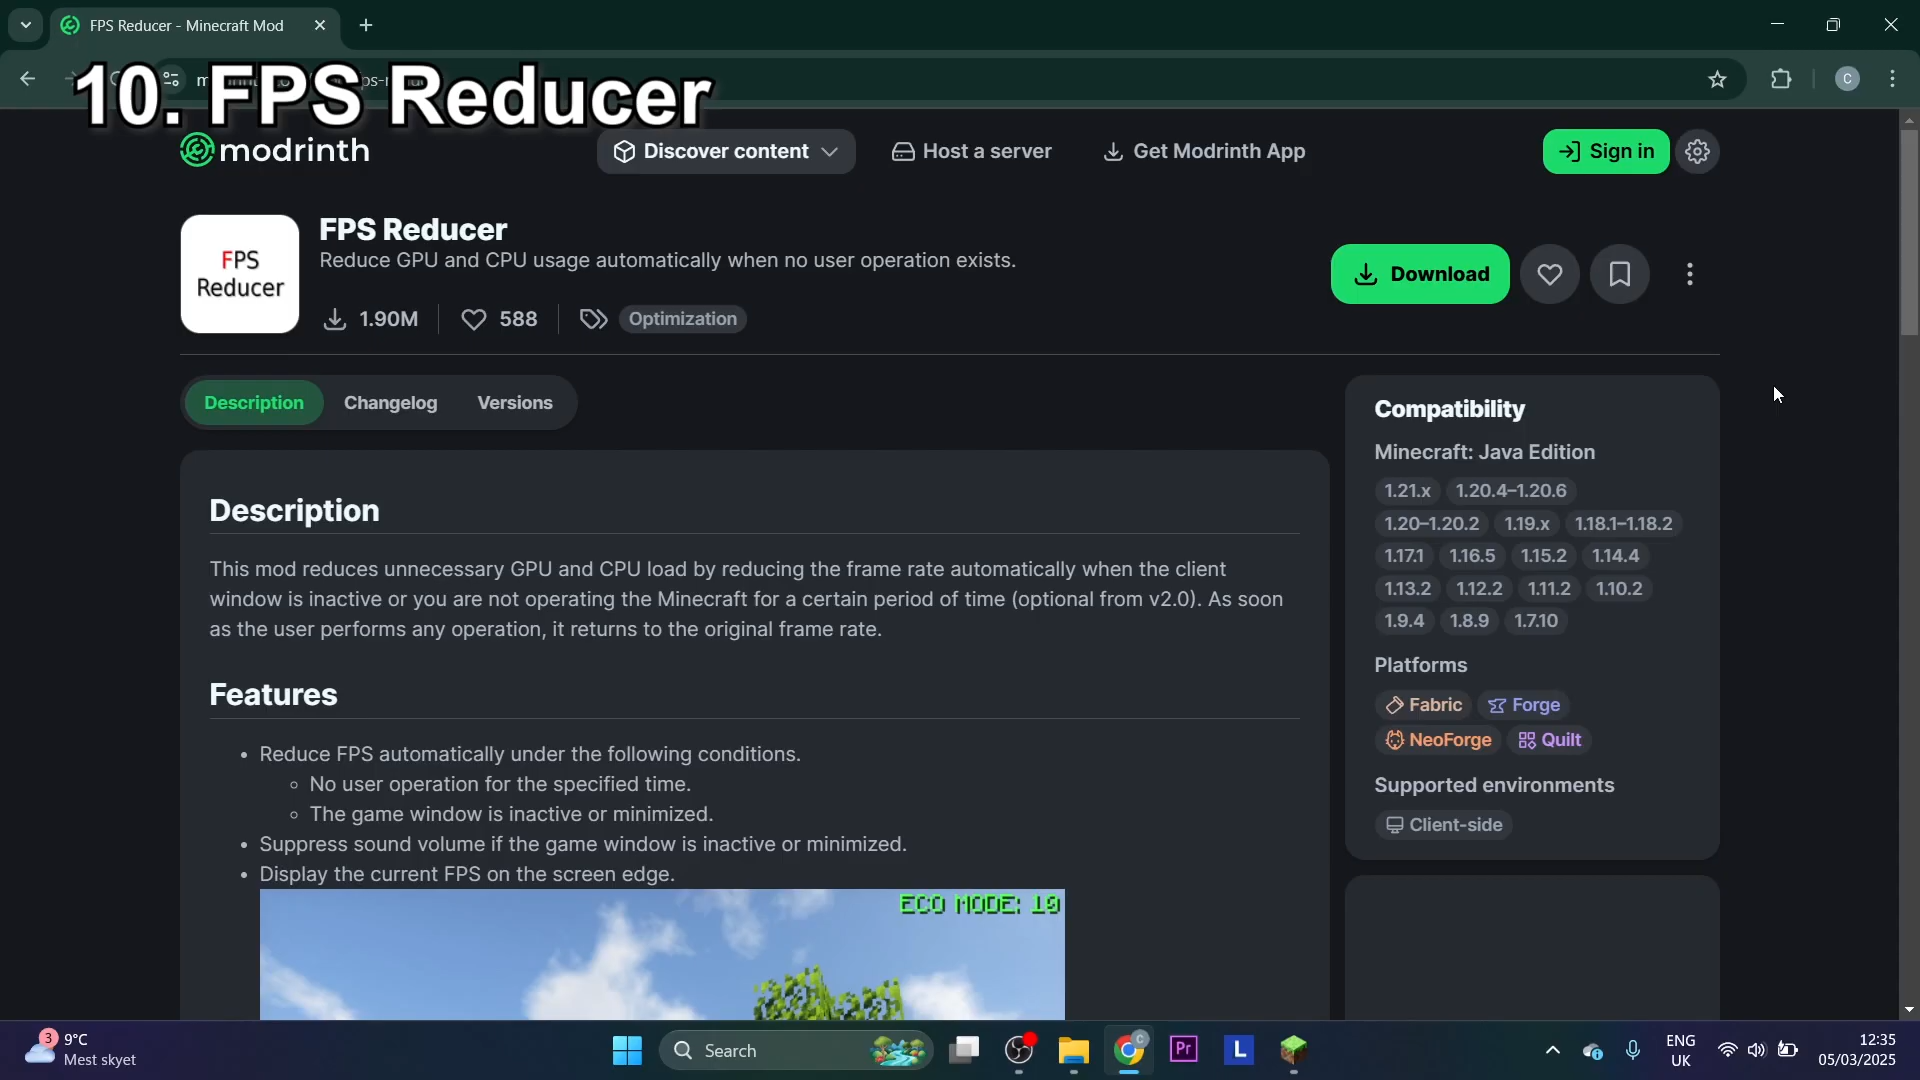 FPS Reducer - Minecraft Mod
10. FPS Reducer
modrinth
Discover content
Host a server
Get Modrinth App
Sign in
FPS
Reducer
FPS Reducer
Reduce GPU and CPU usage automatically when no user operation exists.
1.90M
588
Optimization
Download
Description
Changelog
Versions
Description
This mod reduces unnecessary GPU and CPU load by reducing the frame rate automatically when the client
window is inactive or you are not operating the Minecraft for a certain period of time (optional from v2.0). As soon
as the user performs any operation, it returns to the original frame rate.
Features
• Reduce FPS automatically under the following conditions.
◦ No user operation for the specified time.
◦ The game window is inactive or minimized.
• Suppress sound volume if the game window is inactive or minimized.
• Display the current FPS on the screen edge.
ECO MODE: 10
Compatibility
Minecraft: Java Edition
1.21.x 1.20.4–1.20.6
1.20–1.20.2 1.19.x 1.18.1–1.18.2
1.17.1 1.16.5 1.15.2 1.14.4
1.13.2 1.12.2 1.11.2 1.10.2
1.9.4 1.8.9 1.7.10
Platforms
Fabric Forge
NeoForge Quilt
Supported environments
Client-side
C
3
9°C
Mest skyet
Search
C
Pr
L
ENG
UK
12:35
05/03/2025